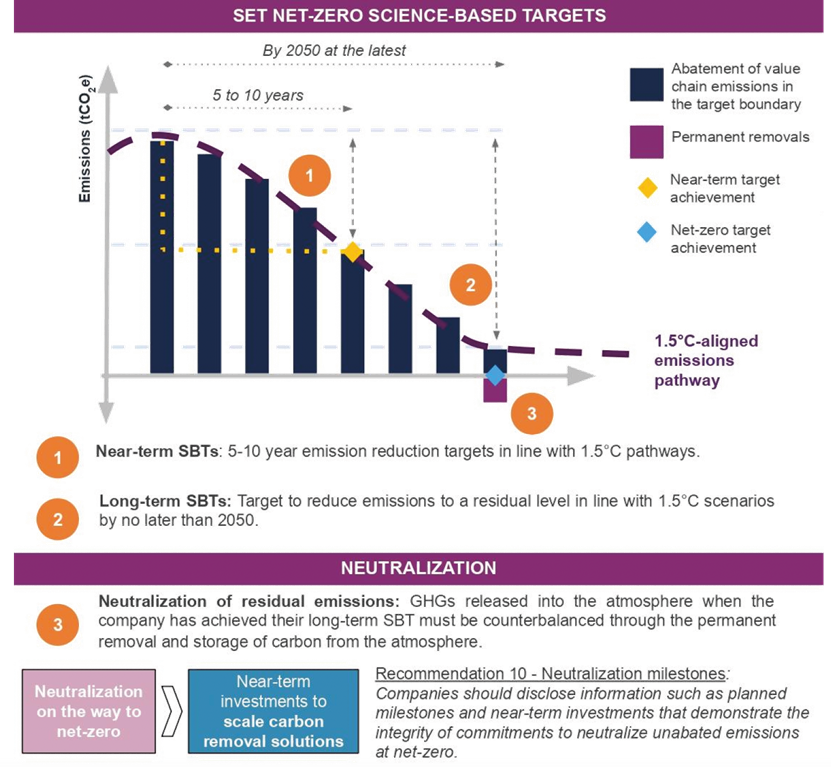 SET NET-ZERO SCIENCE-BASED TARGETS
By 2050 at the latest
5 to 10 years
Emissions (tCO₂e)
Abatement of value
chain emissions in
the target boundary
Permanent removals
Near-term target
achievement
Net-zero target
achievement
1
2
1.5°C-aligned
emissions
pathway
3
1
Near-term SBTs: 5-10 year emission reduction targets in line with 1.5°C pathways.
2
Long-term SBTs: Target to reduce emissions to a residual level in line with 1.5°C scenarios
by no later than 2050.
NEUTRALIZATION
3
Neutralization of residual emissions: GHGs released into the atmosphere when the
company has achieved their long-term SBT must be counterbalanced through the permanent
removal and storage of carbon from the atmosphere.
Neutralization
on the way to
net-zero
Near-term
investments to
scale carbon
removal solutions
Recommendation 10 - Neutralization milestones:
Companies should disclose information such as planned
milestones and near-term investments that demonstrate the
integrity of commitments to neutralize unabated emissions
at net-zero.